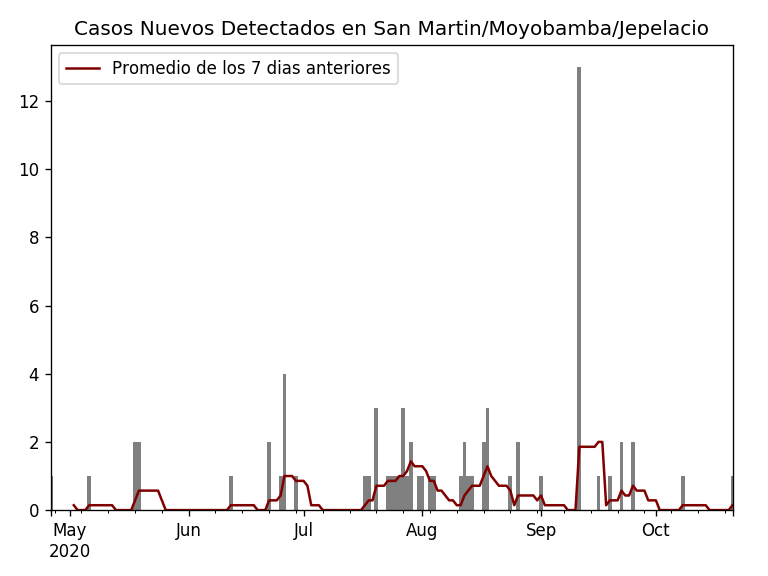 Casos Nuevos Detectados en San Martin/Moyobamba/Jepelacio
Promedio de los 7 dias anteriores
12
10
8
6
4
2
0
May Jun Jul Aug Sep Oct
2020